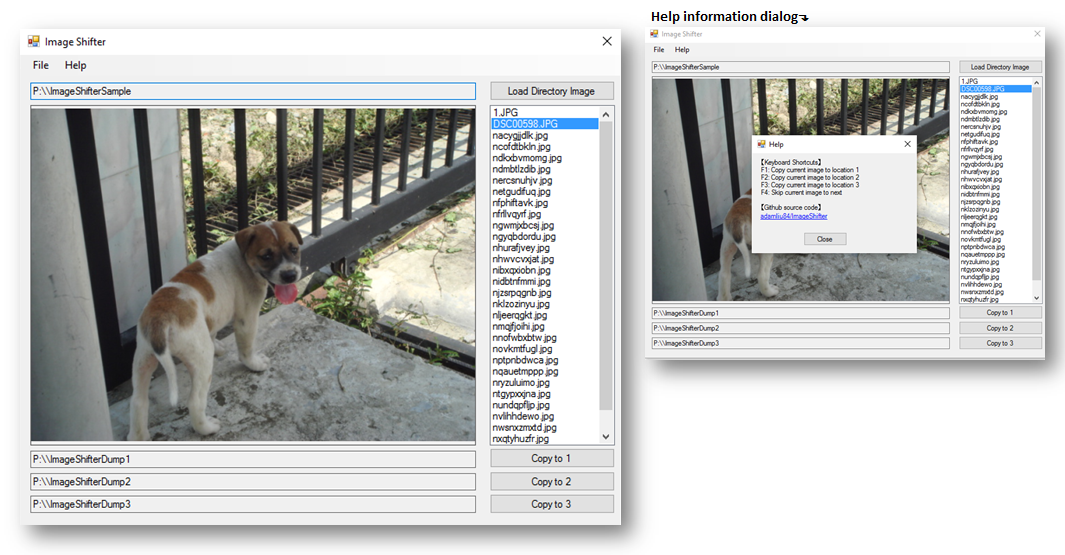 Help information dialog
Image Shifter
File Help
P:\\ImageShifterSample
Load Directory Image
1.JPG
DSC00598.JPG
nacygjjdlk.jpg
ncofdtbkln.jpg
ndkxbvmomg.jpg
ndmbtlzdib.jpg
nercsnuhjv.jpg
netgudifuq.jpg
nfphiftavk.jpg
nfrllvqyrf.jpg
ngwmjxbcsj.jpg
ngyqbdordu.jpg
nhurafjvey.jpg
nhwvcvxjat.jpg
nibxqxiobn.jpg
nidbtnfmmi.jpg
njzsrpqgnb.jpg
nklzozinyu.jpg
nljeerqgkt.jpg
nmqjfjoihi.jpg
nnofwbxbtw.jpg
novkmtfugl.jpg
nptpnbdwca.jpg
nqauetmppp.jpg
nryzuluimo.jpg
ntgypxxjna.jpg
nundqpfljp.jpg
nvlihhdewo.jpg
nwsnxzmxtd.jpg
nxqtyhuzfr.jpg
P:\\ImageShifterDump1
Copy to 1
P:\\ImageShifterDump2
Copy to 2
P:\\ImageShifterDump3
Copy to 3
Image Shifter
File Help
P:\\ImageShifterSample
Load Directory Image
1.JPG
DSC00598.JPG
nacygjjdlk.jpg
ncofdtbkln.jpg
ndkxbvmomg.jpg
ndmbtlzdib.jpg
nercsnuhjv.jpg
netgudifuq.jpg
nfphiftavk.jpg
nfrllvqyrf.jpg
ngwmjxbcsj.jpg
ngyqbdordu.jpg
nhurafjvey.jpg
nhwvcvxjat.jpg
nibxqxiobn.jpg
nidbtnfmmi.jpg
njzsrpqgnb.jpg
nklzozinyu.jpg
nljeerqgkt.jpg
nmqjfjoihi.jpg
nnofwbxbtw.jpg
novkmtfugl.jpg
nptpnbdwca.jpg
nqauetmppp.jpg
nryzuluimo.jpg
ntgypxxjna.jpg
nundqpfljp.jpg
nvlihhdewo.jpg
nwsnxzmxtd.jpg
nxqtyhuzfr.jpg
Help
【Keyboard Shortcuts】
F1: Copy current image to location 1
F2: Copy current image to location 2
F3: Copy current image to location 3
F4: Skip current image to next
【Github source code】
adamliu84/ImageShifter
Close
P:\\ImageShifterDump1
Copy to 1
P:\\ImageShifterDump2
Copy to 2
P:\\ImageShifterDump3
Copy to 3